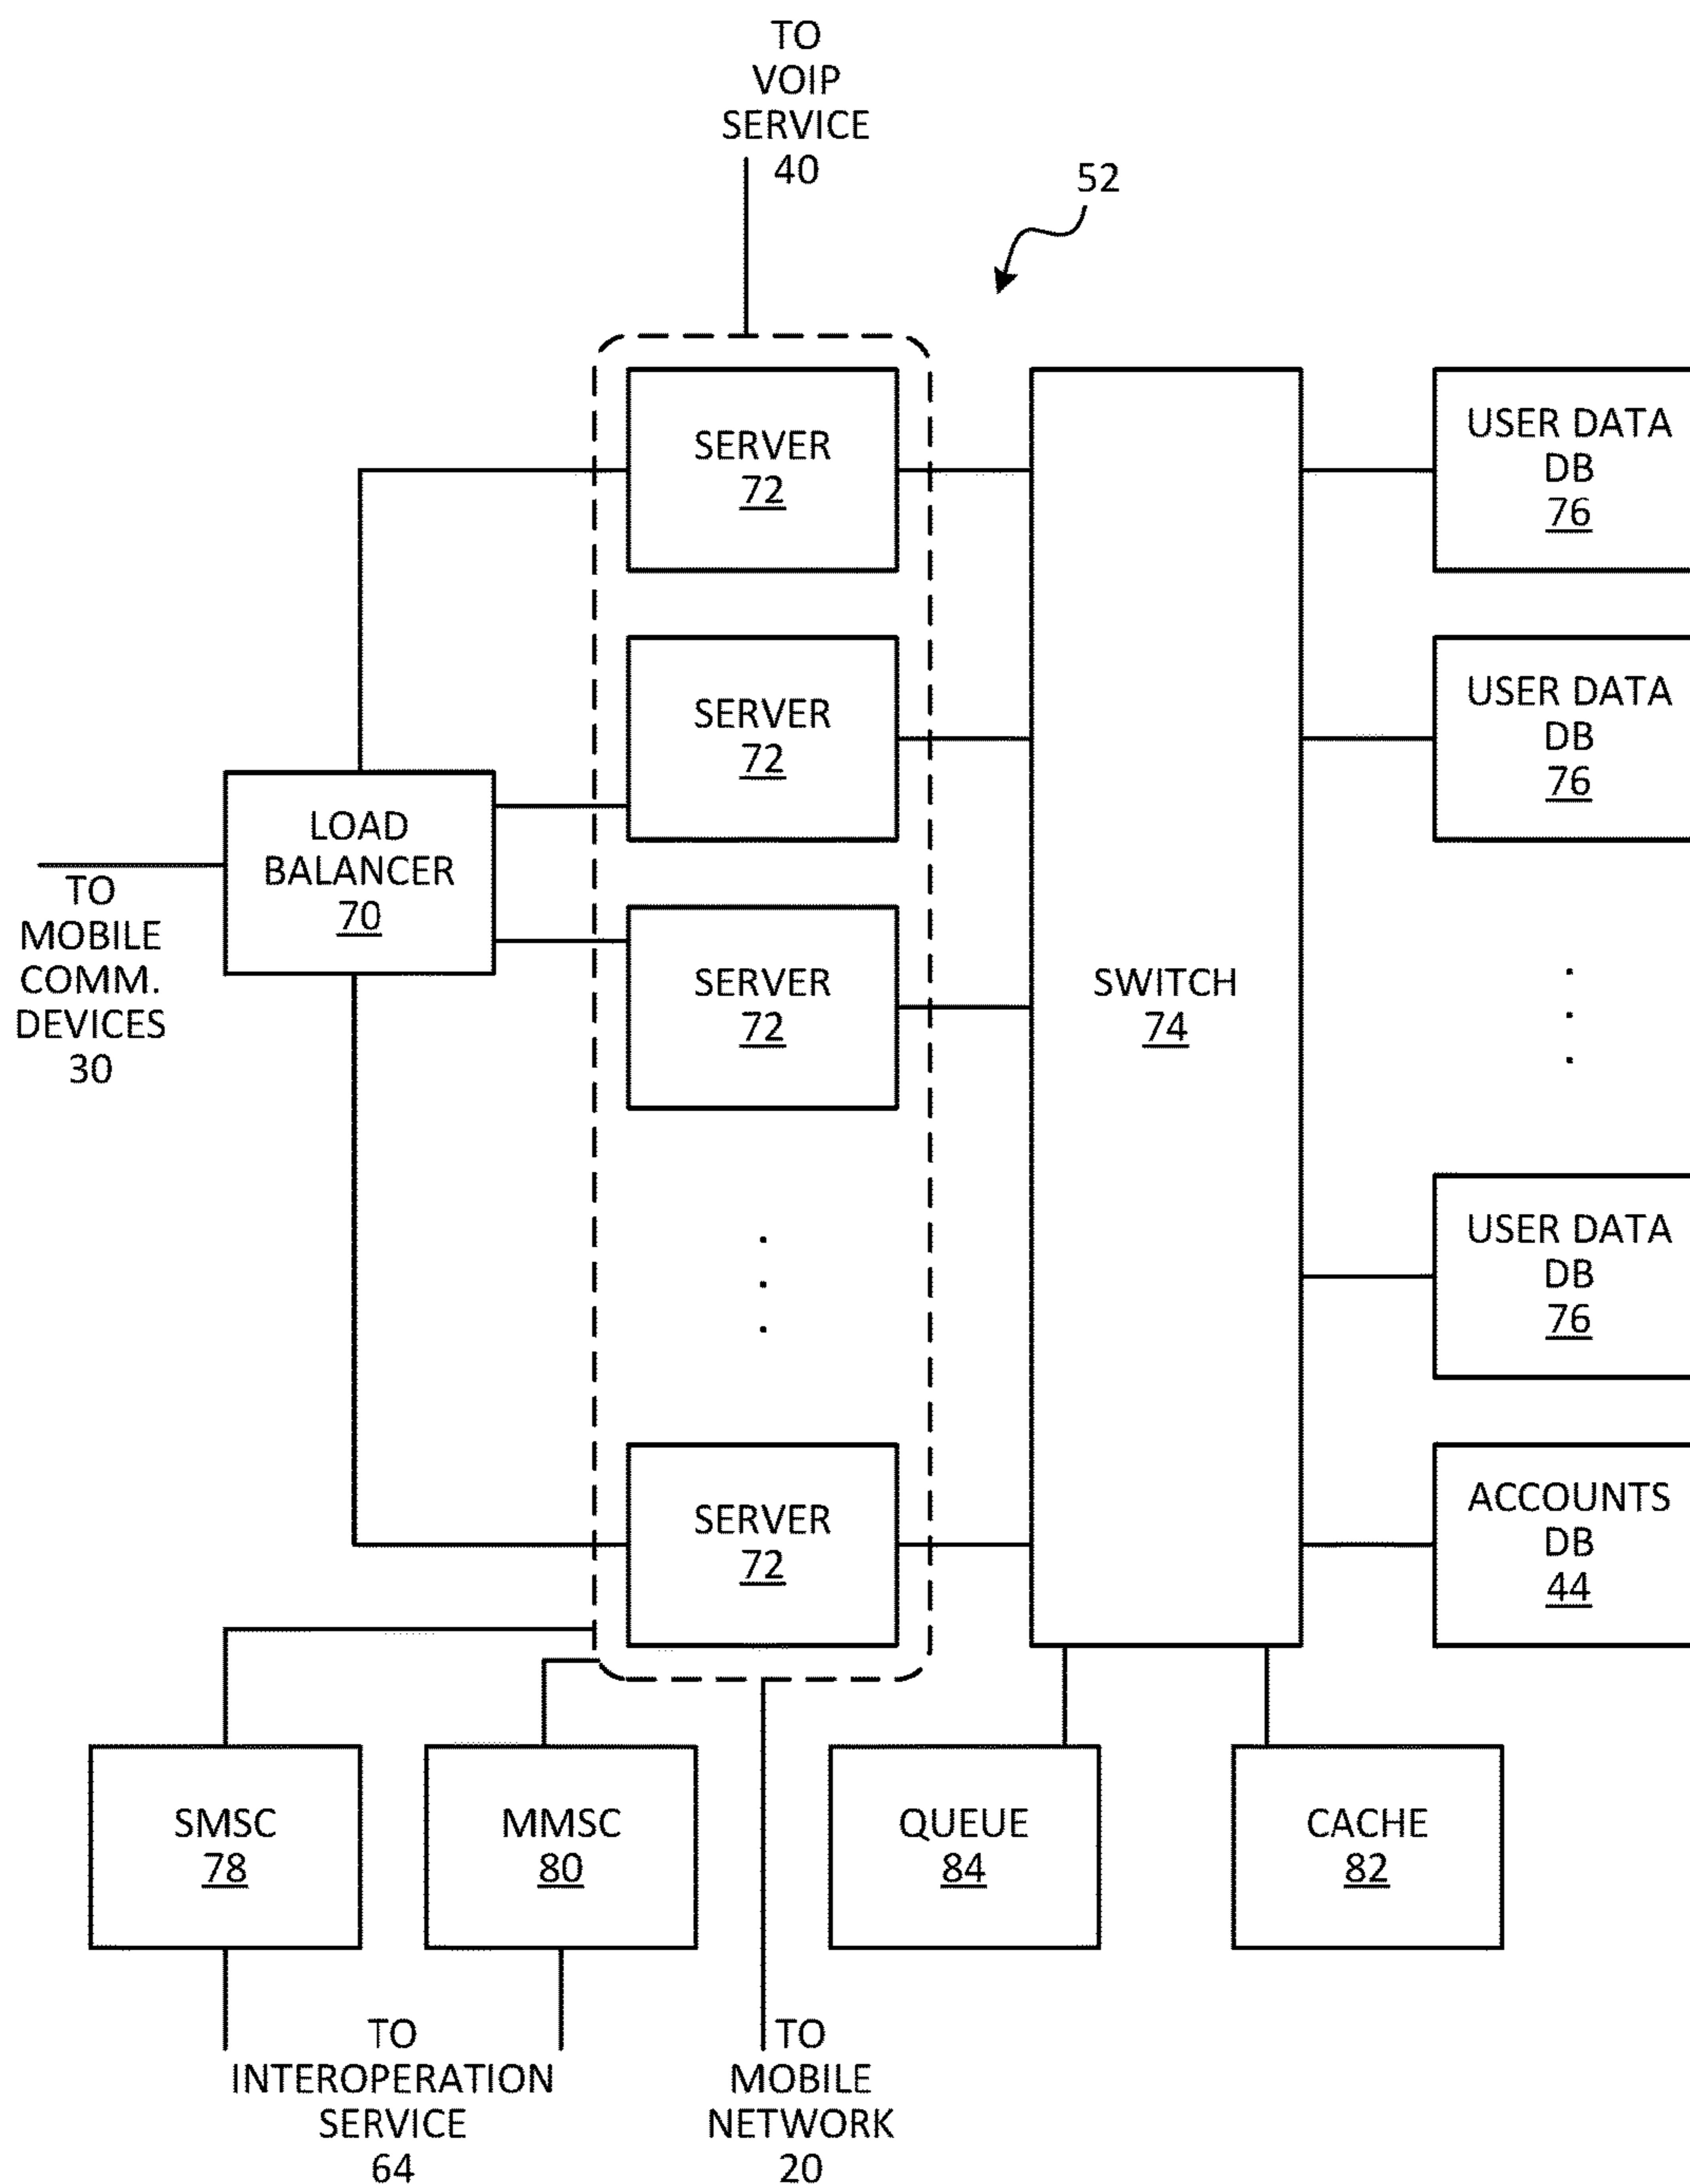 TO
VOIP
SERVICE
40
52
SERVER
72
USER DATA
DB
76
SERVER
72
USER DATA
DB
76
LOAD
BALANCER
70
TO
MOBILE
COMM.
DEVICES
30
SERVER
72
SWITCH
74
.
.
.
.
.
.
USER DATA
DB
76
SERVER
72
ACCOUNTS
DB
44
SMSC
78
MMSC
80
QUEUE
84
CACHE
82
TO
INTEROPERATION
SERVICE
64
TO
MOBILE
NETWORK
20